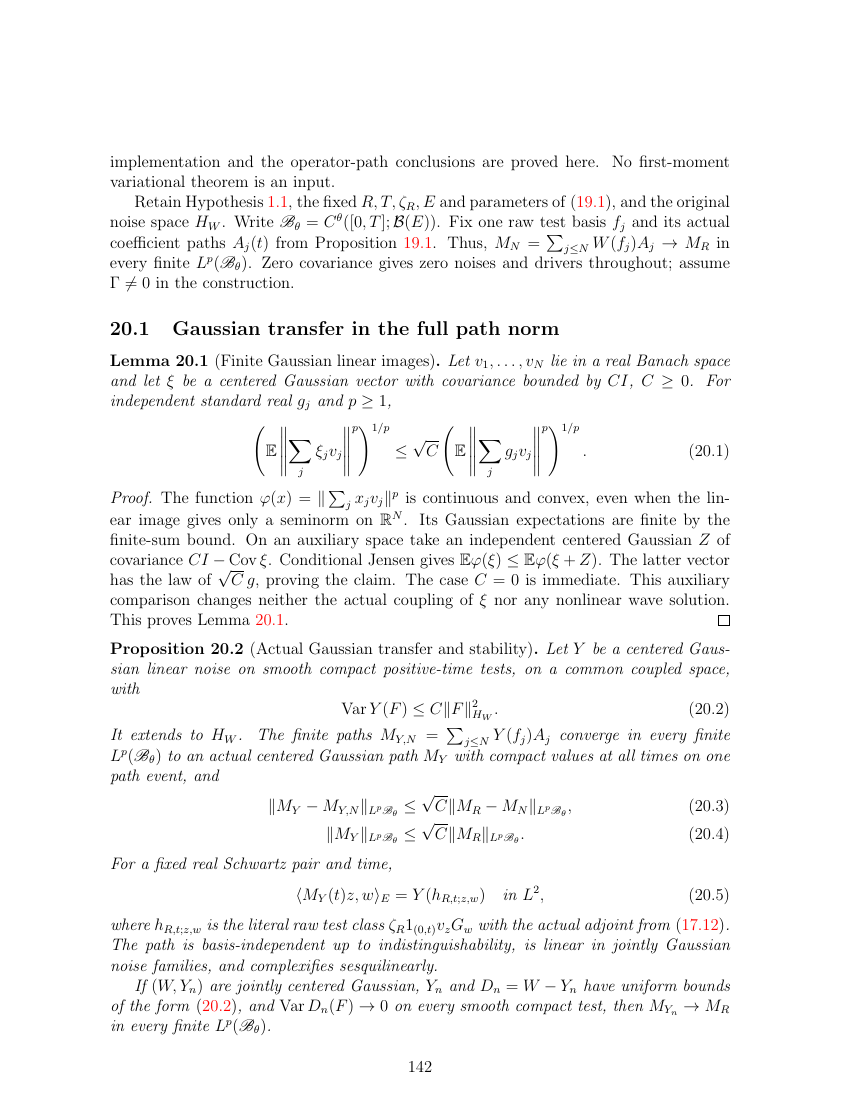 implementation and the operator-path conclusions are proved here. No first-moment
variational theorem is an input.
Retain Hypothesis 1.1, the fixed R, T, ζ_R, E and parameters of (19.1), and the original
noise space H_W. Write ℬ_θ = C^θ([0, T]; 𝓑(E)). Fix one raw test basis f_j and its actual
coefficient paths A_j(t) from Proposition 19.1. Thus, M_N = ∑_{j≤N} W(f_j)A_j → M_R in
every finite L^p(ℬ_θ). Zero covariance gives zero noises and drivers throughout; assume
Γ ≠ 0 in the construction.
20.1 Gaussian transfer in the full path norm
Lemma 20.1 (Finite Gaussian linear images). Let v_1, . . . , v_N lie in a real Banach space
and let ξ be a centered Gaussian vector with covariance bounded by CI, C ≥ 0. For
independent standard real g_j and p ≥ 1,
(𝔼 ‖∑_j ξ_j v_j‖^p)^{1/p} ≤ √C (𝔼 ‖∑_j g_j v_j‖^p)^{1/p} . (20.1)
Proof. The function φ(x) = ‖∑_j x_j v_j‖^p is continuous and convex, even when the lin-
ear image gives only a seminorm on ℝ^N. Its Gaussian expectations are finite by the
finite-sum bound. On an auxiliary space take an independent centered Gaussian Z of
covariance CI − Cov ξ. Conditional Jensen gives 𝔼φ(ξ) ≤ 𝔼φ(ξ + Z). The latter vector
has the law of √C g, proving the claim. The case C = 0 is immediate. This auxiliary
comparison changes neither the actual coupling of ξ nor any nonlinear wave solution.
This proves Lemma 20.1. □
Proposition 20.2 (Actual Gaussian transfer and stability). Let Y be a centered Gaus-
sian linear noise on smooth compact positive-time tests, on a common coupled space,
with
Var Y(F) ≤ C‖F‖²_{H_W}. (20.2)
It extends to H_W. The finite paths M_{Y,N} = ∑_{j≤N} Y(f_j)A_j converge in every finite
L^p(ℬ_θ) to an actual centered Gaussian path M_Y with compact values at all times on one
path event, and
‖M_Y − M_{Y,N}‖_{L^pℬ_θ} ≤ √C‖M_R − M_N‖_{L^pℬ_θ}, (20.3)
‖M_Y‖_{L^pℬ_θ} ≤ √C‖M_R‖_{L^pℬ_θ}. (20.4)
For a fixed real Schwartz pair and time,
⟨M_Y(t)z, w⟩_E = Y(h_{R,t;z,w}) in L², (20.5)
where h_{R,t;z,w} is the literal raw test class ζ_R 1_{(0,t)} v_z G_w with the actual adjoint from (17.12).
The path is basis-independent up to indistinguishability, is linear in jointly Gaussian
noise families, and complexifies sesquilinearly.
If (W, Y_n) are jointly centered Gaussian, Y_n and D_n = W − Y_n have uniform bounds
of the form (20.2), and Var D_n(F) → 0 on every smooth compact test, then M_{Y_n} → M_R
in every finite L^p(ℬ_θ).
142